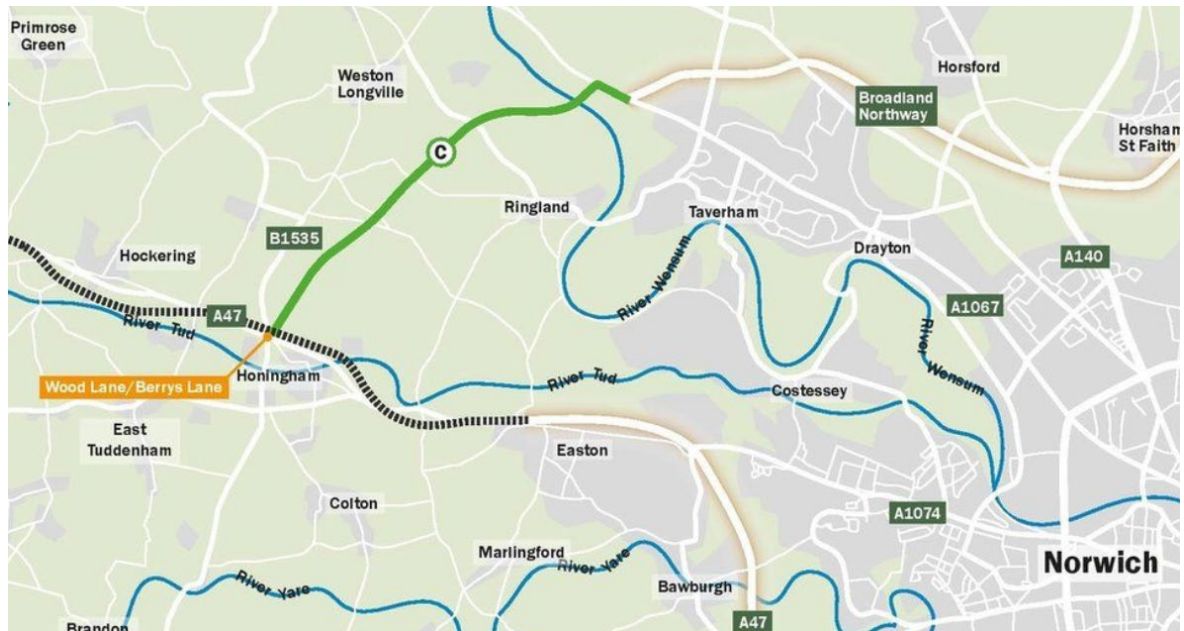 Primrose
Green
Weston
Longville
Horsford
Broadland
Northway
Horsham
St Faith
C
Ringland
Taverham
B1535
Drayton
A140
Hockering
River Wensum
A1067
River Tud
A47
River
Wensum
Wood Lane/Berrys Lane
Honingham
River Tud
Costessey
East
Tuddenham
Easton
Colton
A1074
Marlingford
River Yare
Norwich
River Yare
Bawburgh
Brandon
A47